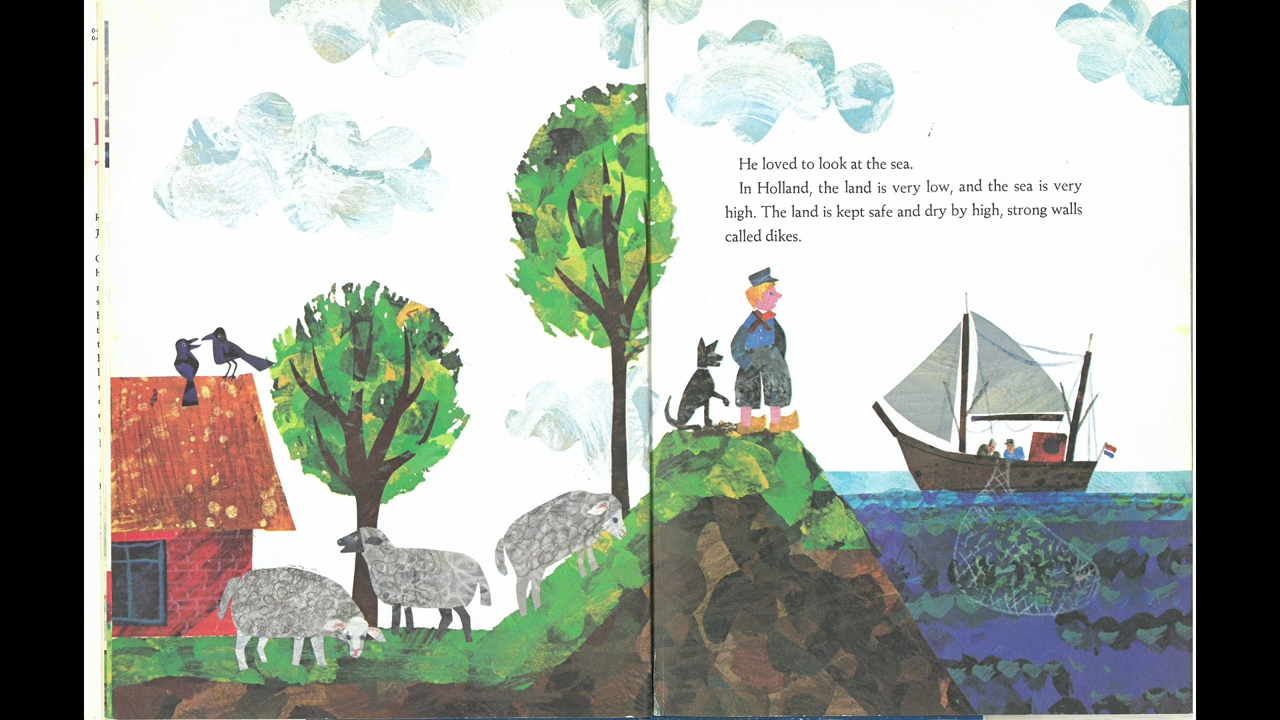 He loved to look at the sea.
In Holland, the land is very low, and the sea is very
high. The land is kept safe and dry by high, strong walls
called dikes.